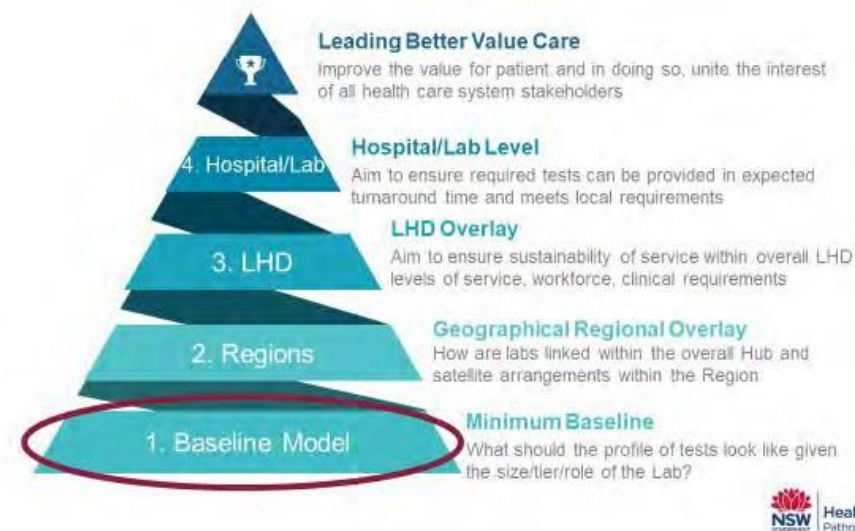 Leading Better Value Care
Improve the value for patient and in doing so, unite the interest
of all health care system stakeholders
4. Hospital/Lab
Hospital/Lab Level
Aim to ensure required tests can be provided in expected
turnaround time and meets local requirements
3. LHD
LHD Overlay
Aim to ensure sustainability of service within overall LHD
levels of service, workforce, clinical requirements
2. Regions
Geographical Regional Overlay
How are labs linked within the overall Hub and
satellite arrangements within the Region
1. Baseline Model
Minimum Baseline
What should the profile of tests look like given
the size/tier/role of the Lab?
NSW
GOVERNMENT
Heal
Path